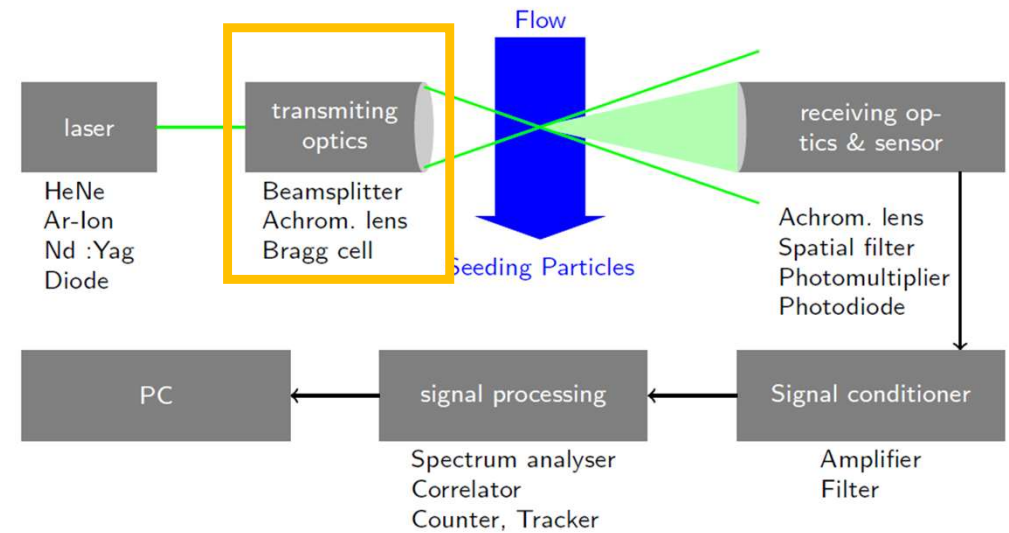 Flow
laser
transmiting
optics
receiving op-
tics & sensor
HeNe
Ar-Ion
Nd :Yag
Diode
Beamsplitter
Achrom. lens
Bragg cell
Seeding Particles
Achrom. lens
Spatial filter
Photomultiplier
Photodiode
PC
signal processing
Signal conditioner
Spectrum analyser
Correlator
Counter, Tracker
Amplifier
Filter